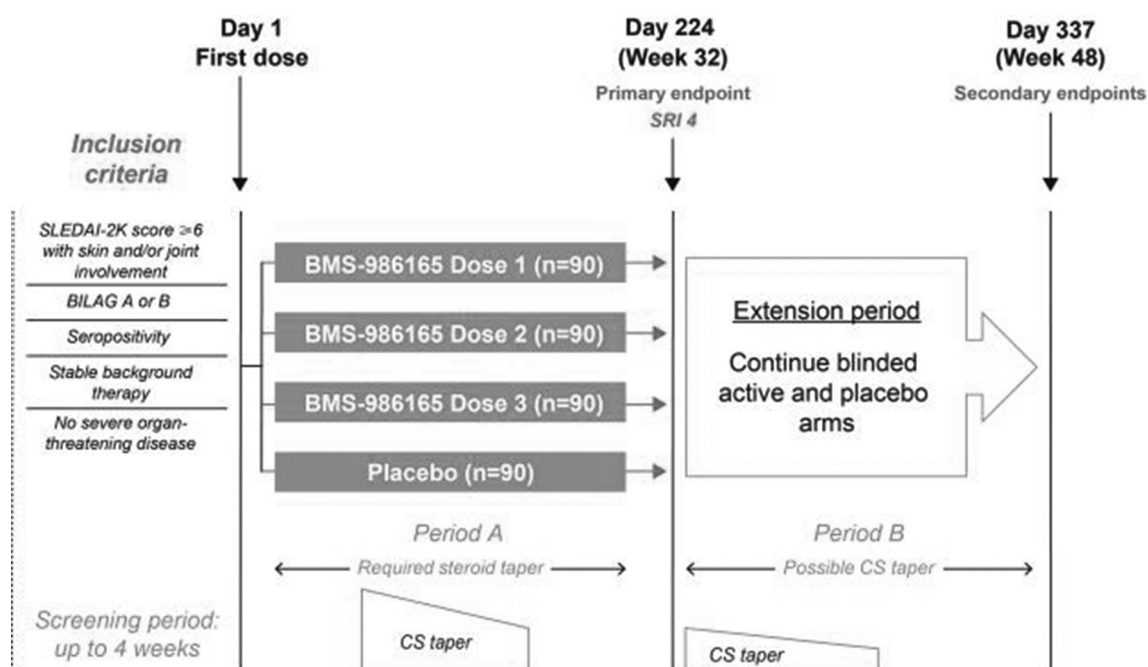 Day 1
First dose
Day 224
(Week 32)
Primary endpoint
SRI 4
Day 337
(Week 48)
Secondary endpoints
Inclusion
criteria
SLEDAI-2K score ≥6
with skin and/or joint
involvement
BILAG A or B
Seropositivity
Stable background
therapy
No severe organ-
threatening disease
BMS-986165 Dose 1 (n=90)
BMS-986165 Dose 2 (n=90)
BMS-986165 Dose 3 (n=90)
Placebo (n=90)
Extension period
Continue blinded
active and placebo
arms
Period A
Required steroid taper
Period B
Possible CS taper
Screening period:
up to 4 weeks
CS taper
CS taper